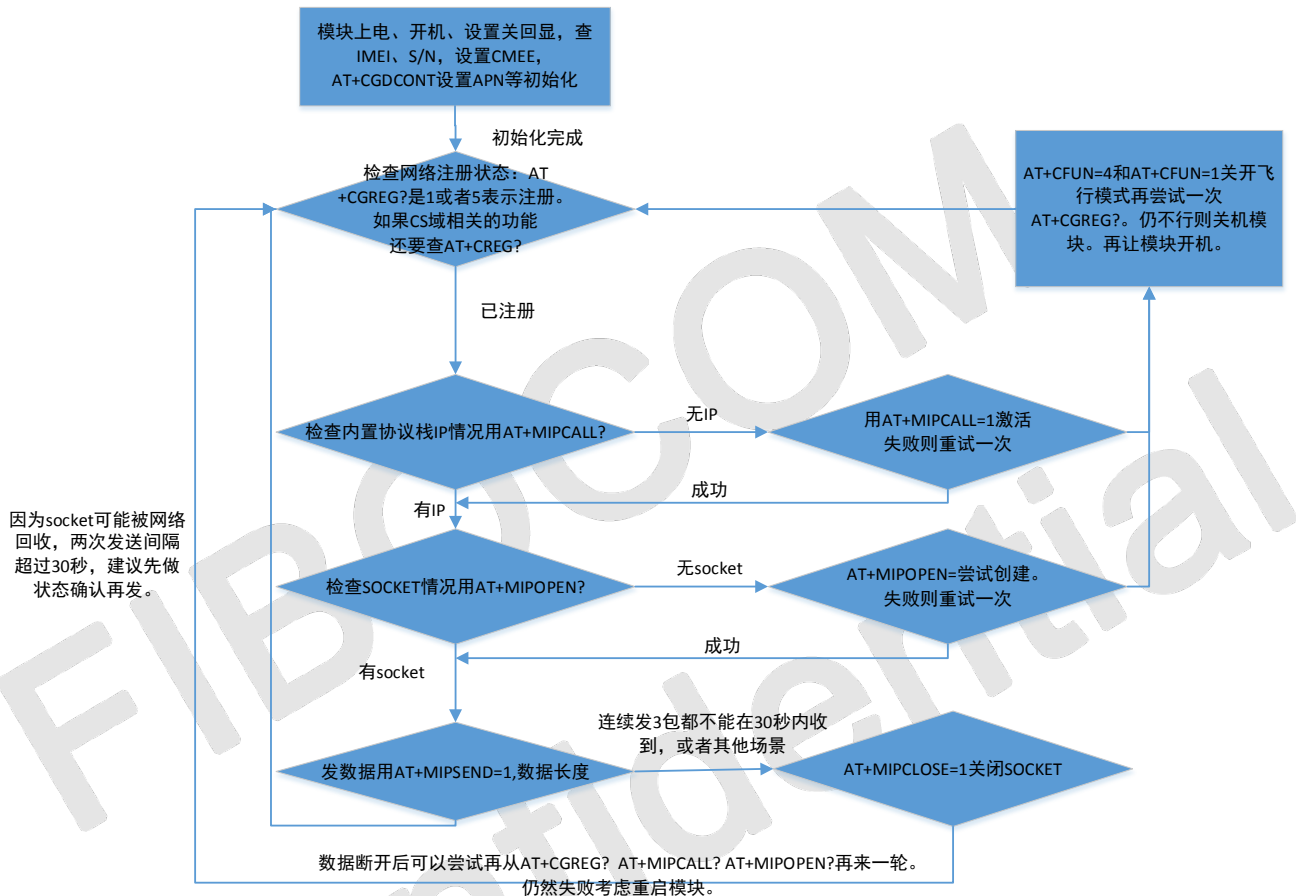 模块上电、开机、设置关回显，查
IMEI、S/N，设置CMEE，
AT+CGDCONT设置APN等初始化
初始化完成
检查网络注册状态：AT
+CGREG?是1或者5表示注册。
如果CS域相关的功能
还要查AT+CREG?
AT+CFUN=4和AT+CFUN=1关开飞
行模式再尝试一次
AT+CGREG?。仍不行则关机模
块。再让模块开机。
已注册
检查内置协议栈IP情况用AT+MIPCALL?
无IP
用AT+MIPCALL=1激活
失败则重试一次
成功
有IP
因为socket可能被网络
回收，两次发送间隔
超过30秒，建议先做
状态确认再发。
检查SOCKET情况用AT+MIPOPEN?
无socket
AT+MIPOPEN=尝试创建。
失败则重试一次
成功
有socket
连续发3包都不能在30秒内收
到，或者其他场景
发数据用AT+MIPSEND=1,数据长度
AT+MIPCLOSE=1关闭SOCKET
数据断开后可以尝试再从AT+CGREG? AT+MIPCALL? AT+MIPOPEN?再来一轮。
仍然失败考虑重启模块。
FIBOCOM
Confidential